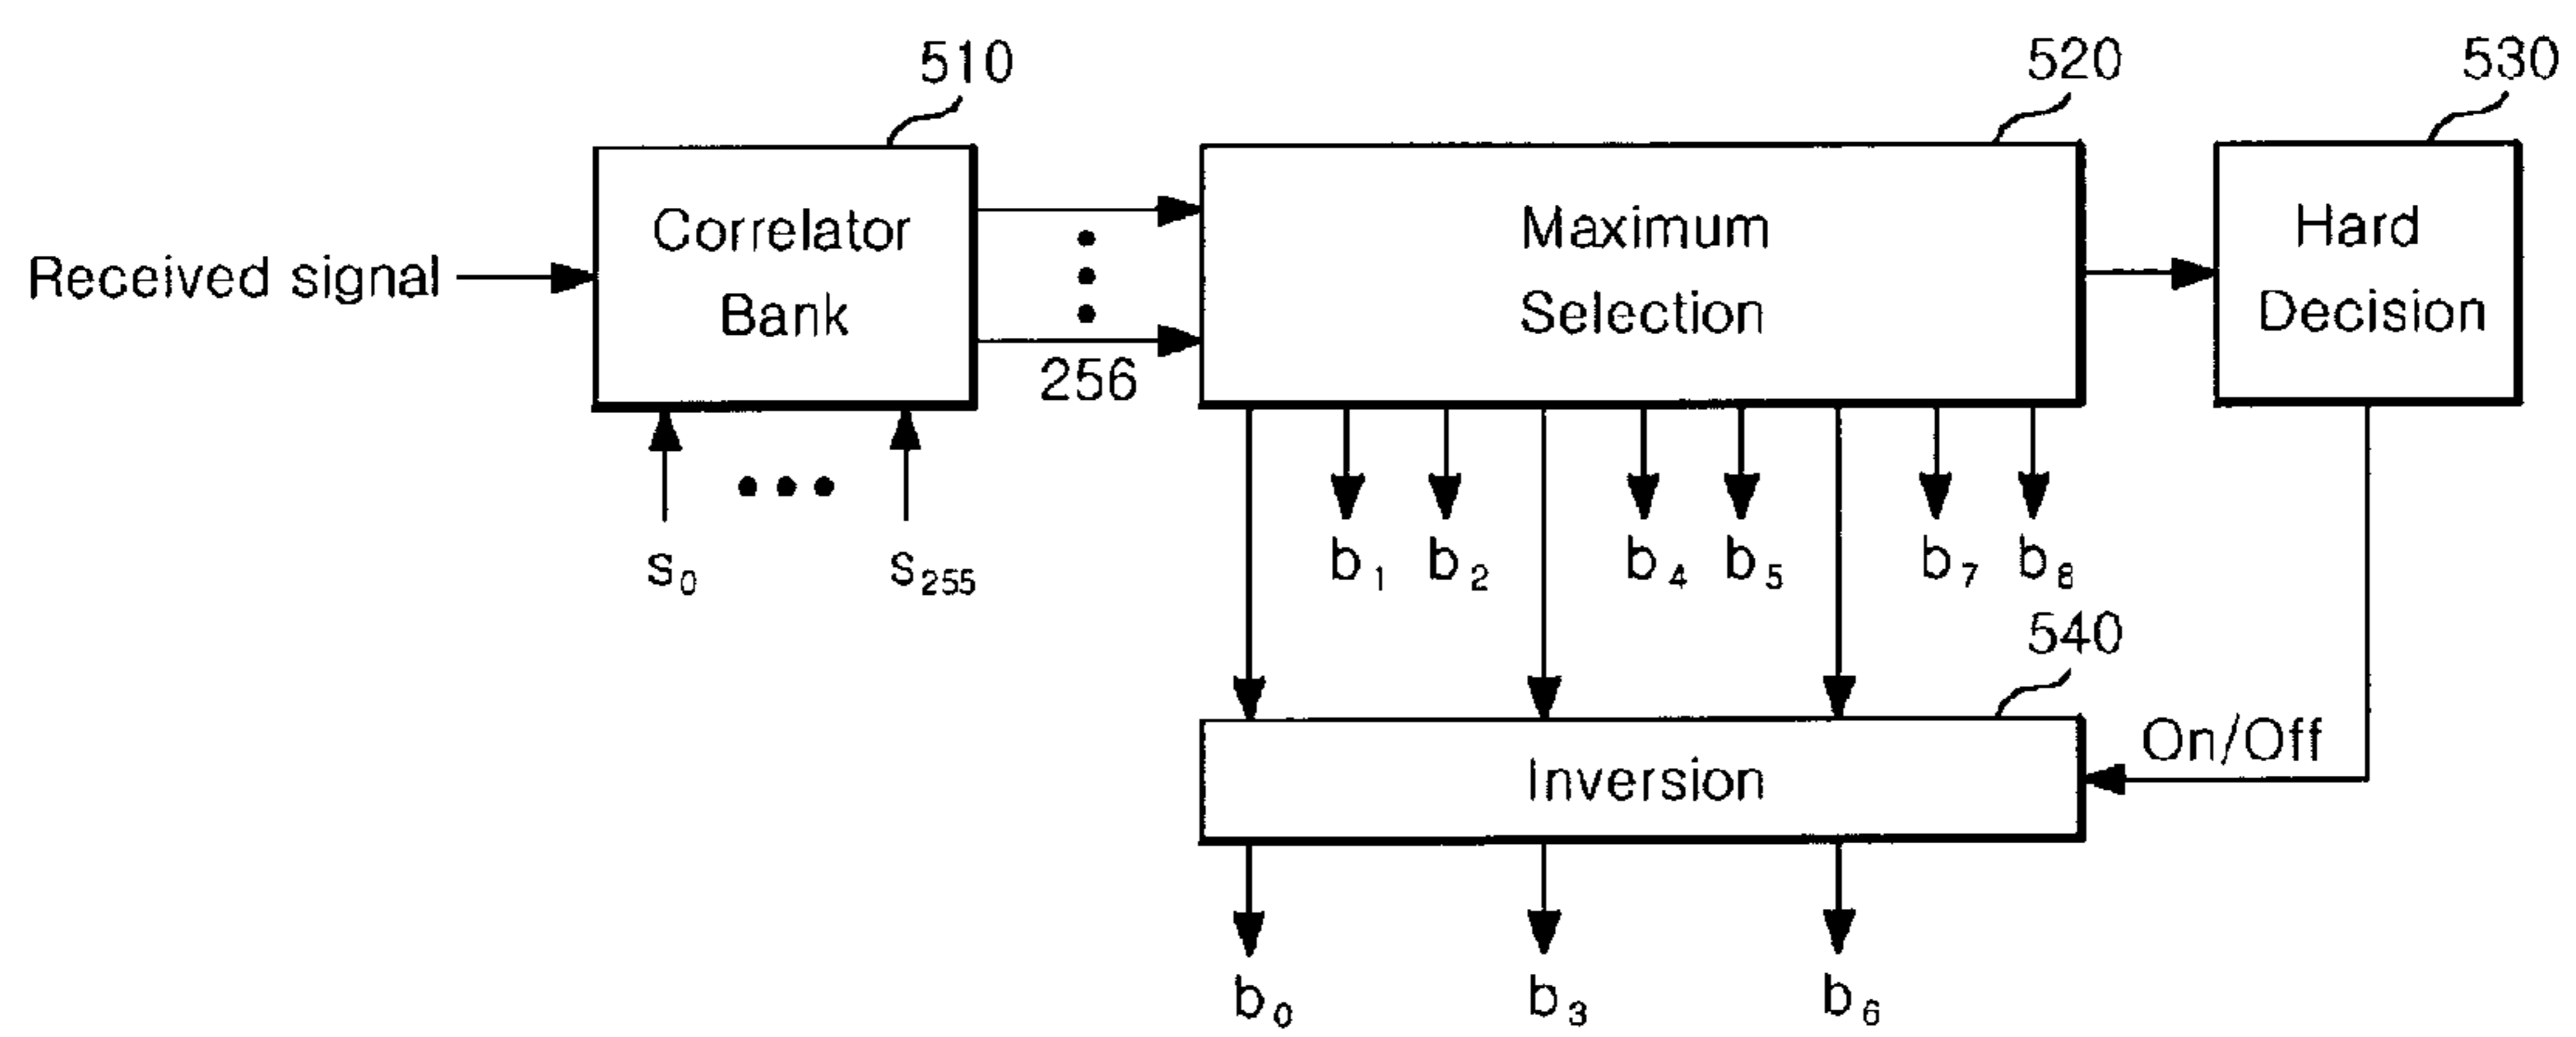 510
520
530
Correlator
Bank
Maximum
Selection
Hard
Decision
Received signal
256
s0
s255
b1
b2
b4
b5
b7
b8
540
On/Off
Inversion
b0
b3
b6